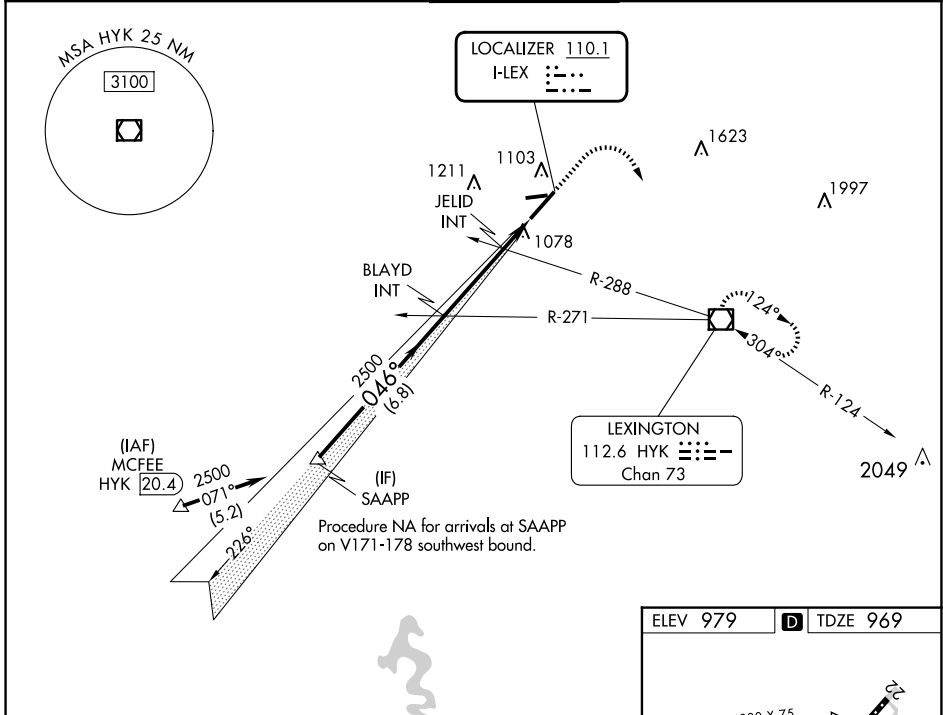 MSA HYK 25 NM
3100
LOCALIZER 110.1
I-LEX
1623
1103
1211
1997
JELID
INT
1078
BLAYD
INT
R-288
R-271
124°
304°
R-124
2500
046°
(6.8)
LEXINGTON
112.6 HYK
Chan 73
2049
(IAF)
MCFEE
HYK 20.4
2500
071°
(5.2)
(IF)
SAAPP
Procedure NA for arrivals at SAAPP
on V171-178 southwest bound.
226°
ELEV 979 D TDZE 969
22
X 75